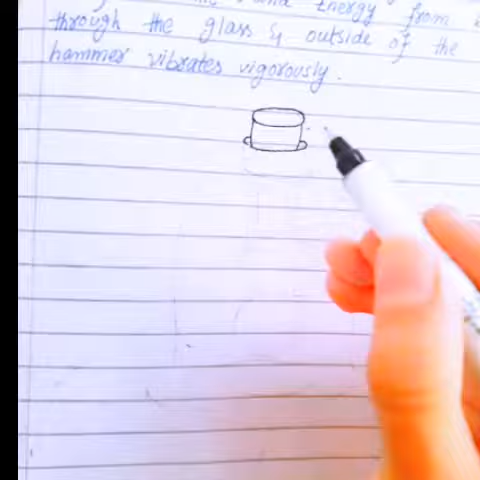 Energy from
through the glass & outside of the
hammer vibrates vigorously.